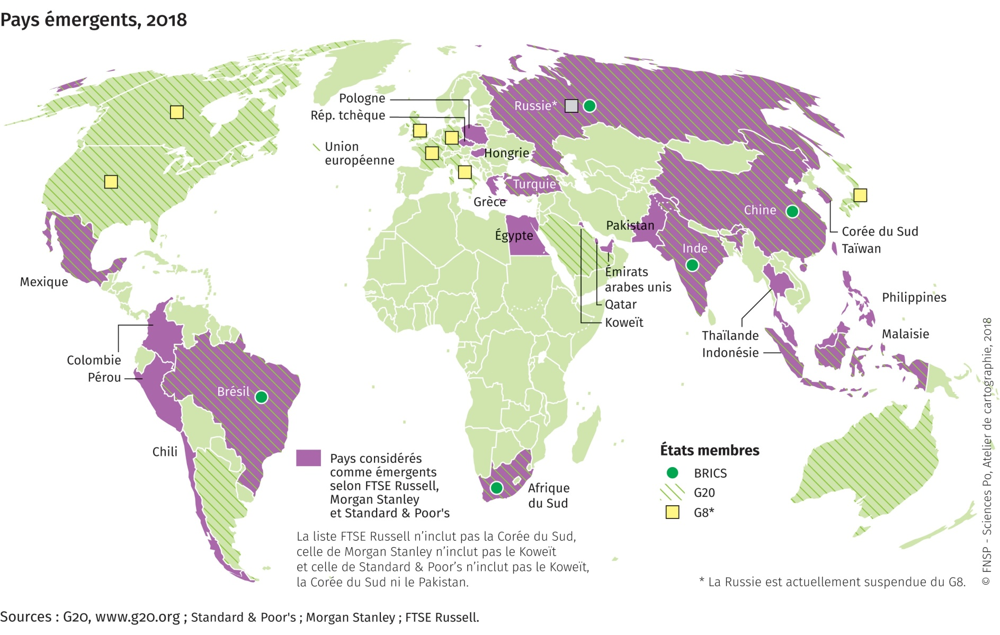 Pays émergents, 2018
Pologne
Rép. tchèque
Union
européenne
Russie*
Hongrie
Turquie
Grèce
Égypte
Pakistan
Inde
Chine
Corée du Sud
Taïwan
Émirats
arabes unis
Qatar
Koweït
Philippines
Malaisie
Thaïlande
Indonésie
Mexique
Colombie
Pérou
Brésil
Chili
Afrique
du Sud
Pays considérés
comme émergents
selon FTSE Russell,
Morgan Stanley
et Standard & Poor's
La liste FTSE Russell n’inclut pas la Corée du Sud,
celle de Morgan Stanley n’inclut pas le Koweït
et celle de Standard & Poor’s n’inclut pas le Koweït,
la Corée du Sud ni le Pakistan.
États membres
BRICS
G20
G8*
* La Russie est actuellement suspendue du G8.
© FNSP - Sciences Po, Atelier de cartographie, 2018
Sources : G20, www.g20.org ; Standard & Poor's ; Morgan Stanley ; FTSE Russell.